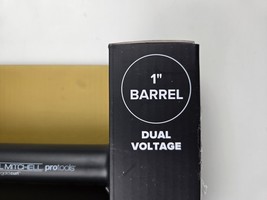 1"
BARREL
DUAL
VOLTAGE
L MITCHELL protools